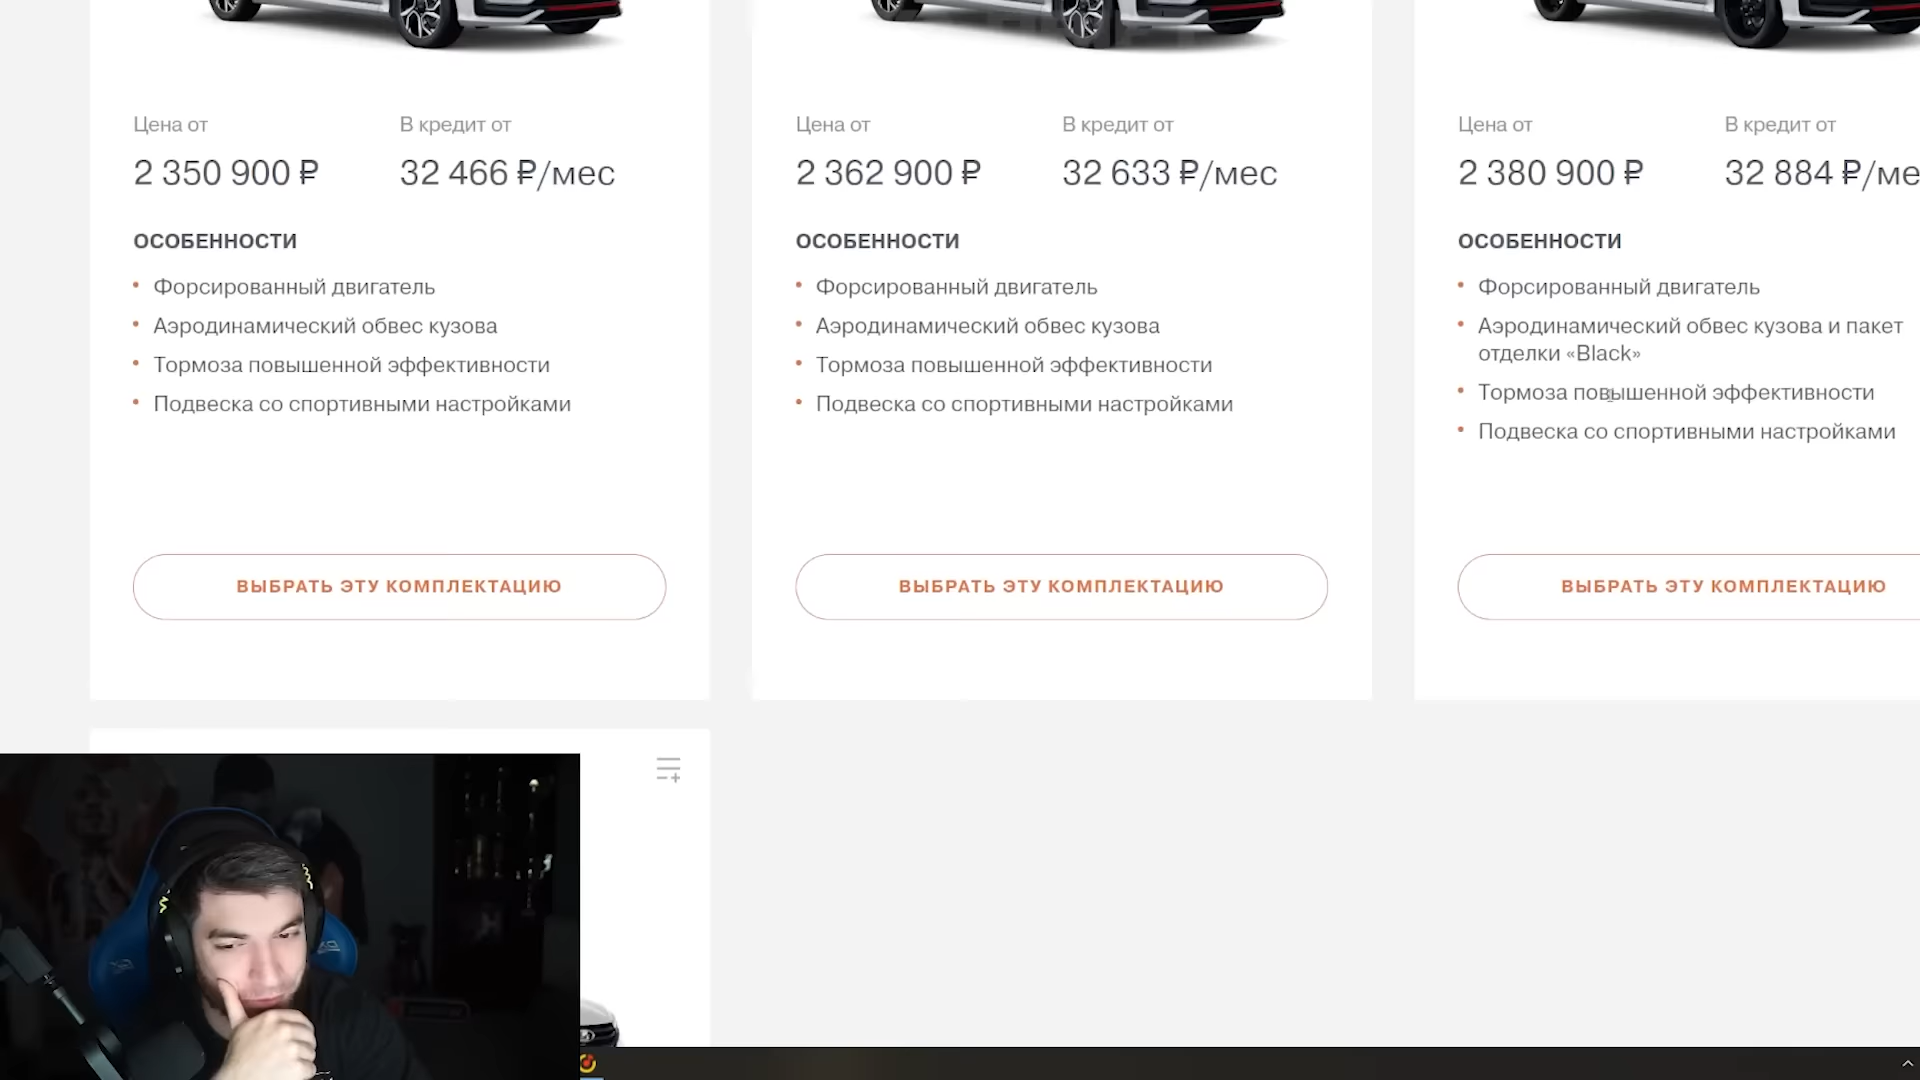 Цена от
В кредит от
2 350 900 ₽
32 466 ₽/мес
ОСОБЕННОСТИ
• Форсированный двигатель
• Аэродинамический обвес кузова
• Тормоза повышенной эффективности
• Подвеска со спортивными настройками
ВЫБРАТЬ ЭТУ КОМПЛЕКТАЦИЮ
Цена от
В кредит от
2 362 900 ₽
32 633 ₽/мес
ОСОБЕННОСТИ
• Форсированный двигатель
• Аэродинамический обвес кузова
• Тормоза повышенной эффективности
• Подвеска со спортивными настройками
ВЫБРАТЬ ЭТУ КОМПЛЕКТАЦИЮ
Цена от
В кредит от
2 380 900 ₽
32 884 ₽/ме
ОСОБЕННОСТИ
• Форсированный двигатель
• Аэродинамический обвес кузова и пакет
отделки «Black»
• Тормоза повышенной эффективности
• Подвеска со спортивными настройками
ВЫБРАТЬ ЭТУ КОМПЛЕКТАЦИЮ